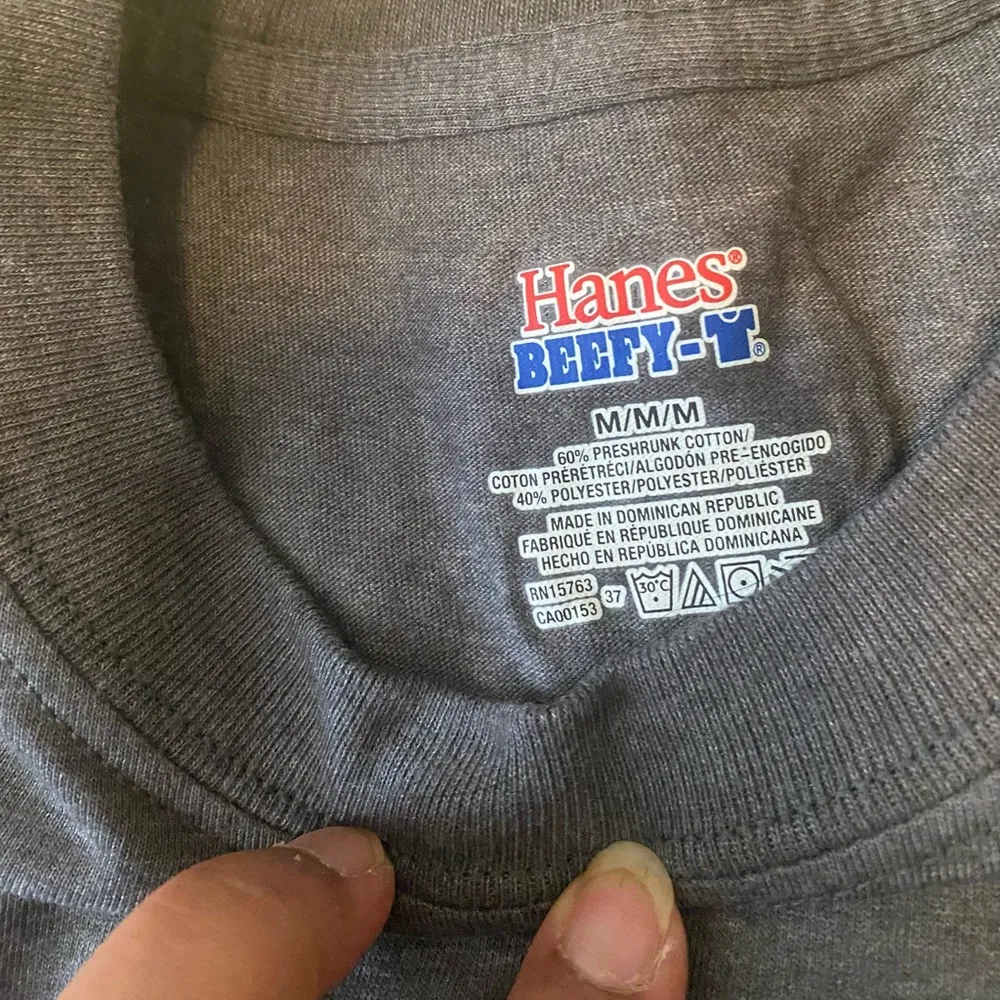 Hanes®
BEEFY-T®
M/M/M
60% PRESHRUNK COTTON/
COTON PRÉRÉTRÉCI/ALGODÓN PRE-ENCOGIDO
40% POLYESTER/POLYESTER/POLIÉSTER
MADE IN DOMINICAN REPUBLIC
FABRIQUÉ EN RÉPUBLIQUE DOMINICAINE
HECHO EN REPÚBLICA DOMINICANA
RN15763
CA00153
37
30°C